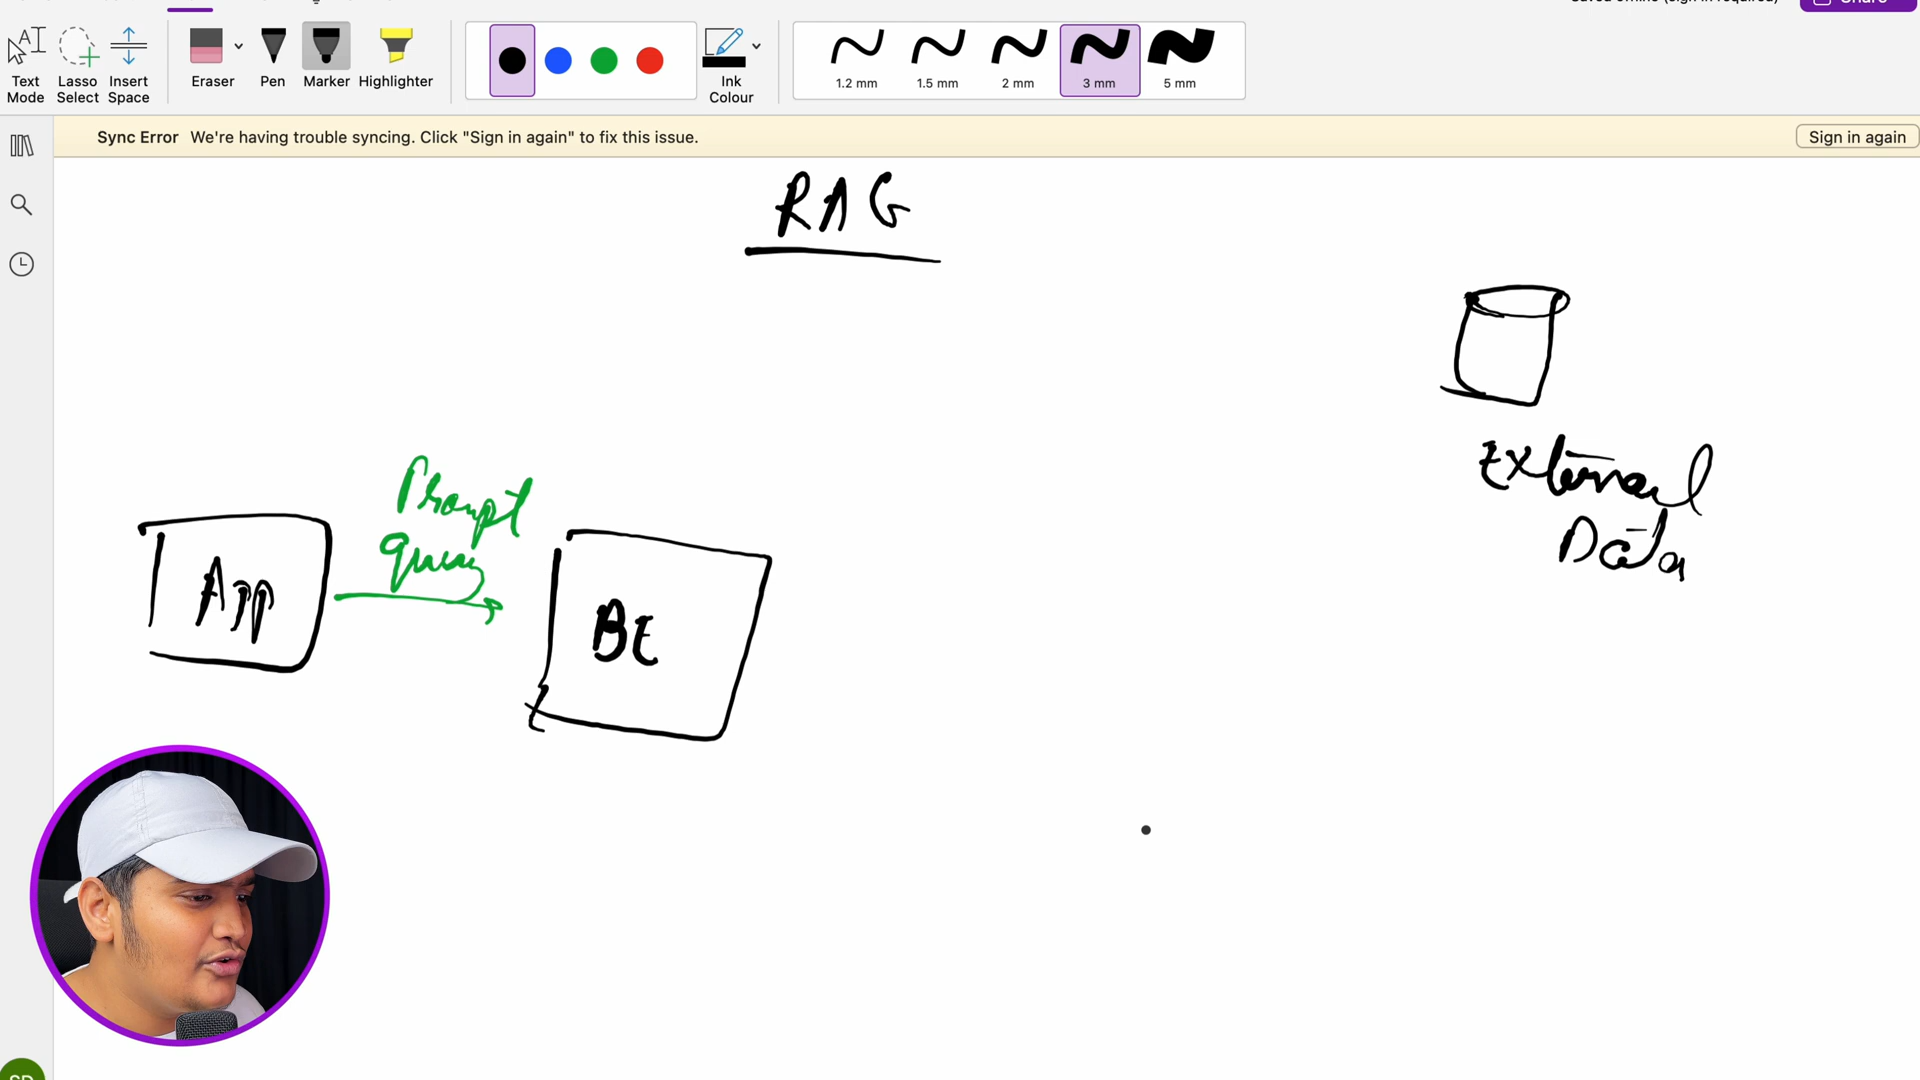 Text
Mode
Lasso
Select
Insert
Space
Eraser
Pen
Marker
Highlighter
Ink
Colour
1.2 mm
1.5 mm
2 mm
3 mm
5 mm
Share
Sync Error We're having trouble syncing. Click "Sign in again" to fix this issue.
Sign in again
RAG
External
Data
Prompt
query
App
BE